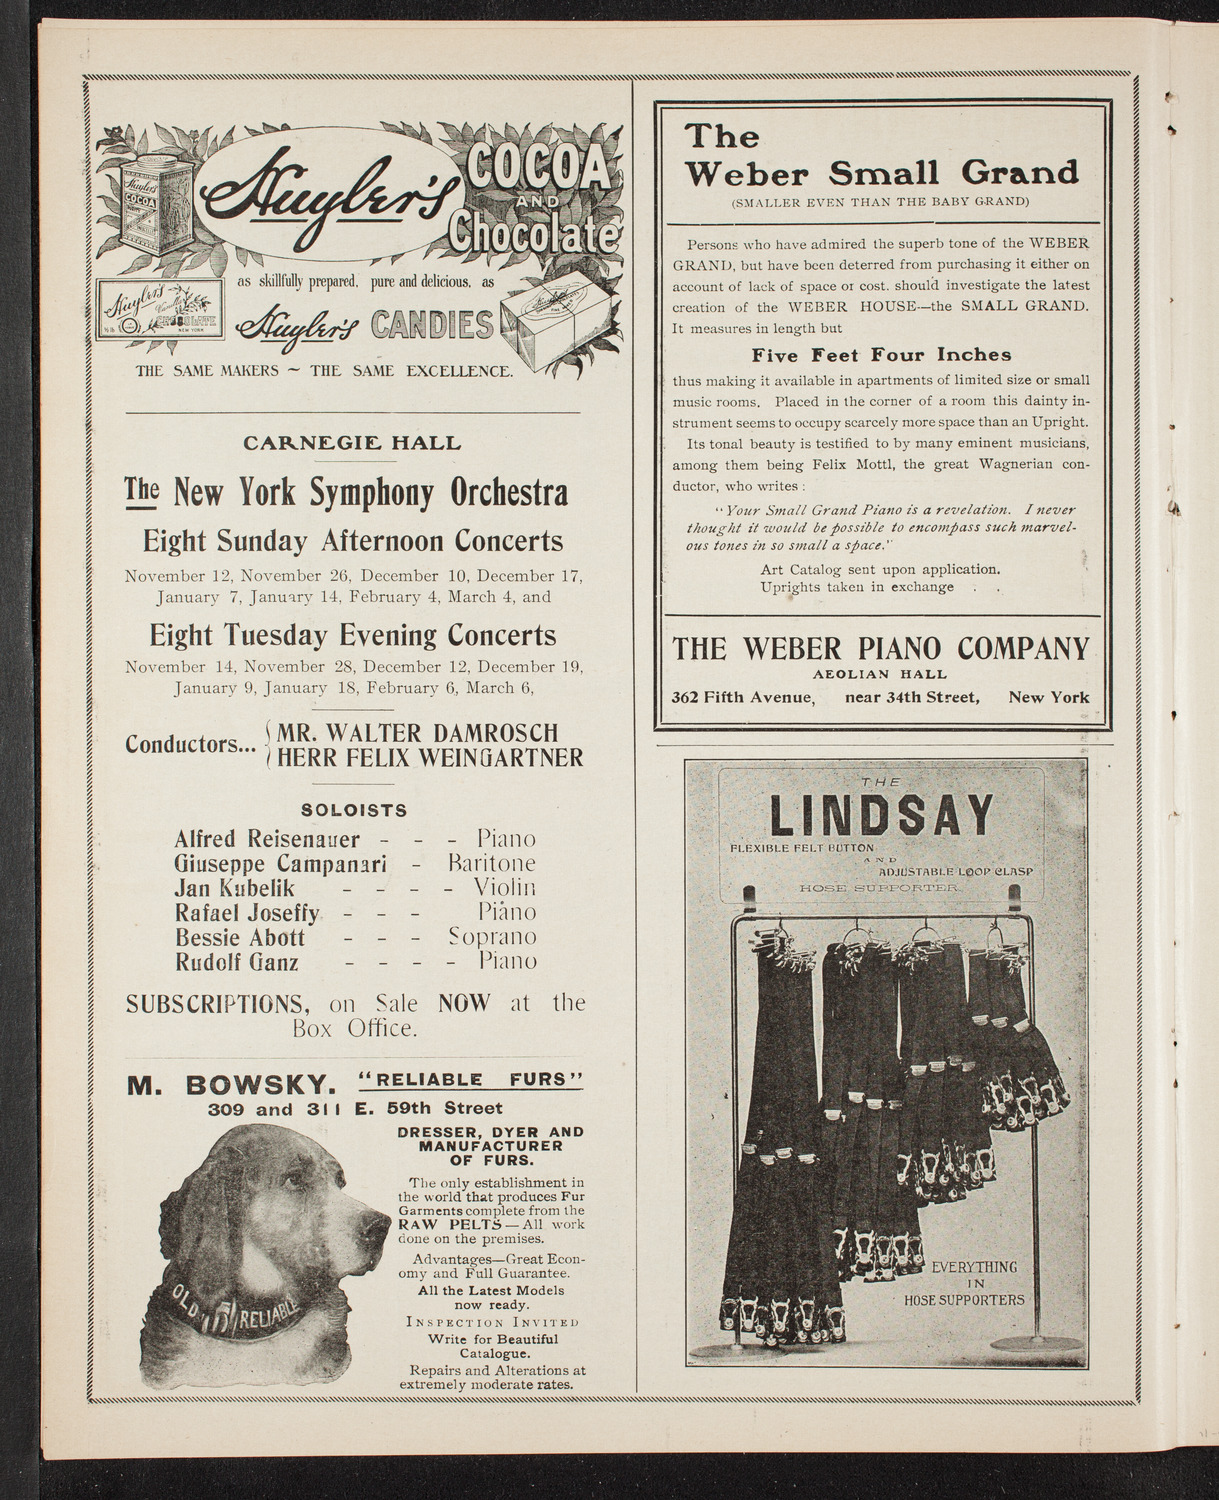 Huyler's
COCOA
AND
Chocolate
Huyler's
COCOA
as skillfully prepared, pure and delicious, as
Huyler's
Vanilla
CHOCOLATE
NEW YORK
Huyler's CANDIES
THE SAME MAKERS ~ THE SAME EXCELLENCE.
CARNEGIE HALL
The New York Symphony Orchestra
Eight Sunday Afternoon Concerts
November 12, November 26, December 10, December 17,
January 7, January 14, February 4, March 4, and
Eight Tuesday Evening Concerts
November 14, November 28, December 12, December 19,
January 9, January 18, February 6, March 6,
Conductors... { MR. WALTER DAMROSCH
HERR FELIX WEINGARTNER
SOLOISTS
Alfred Reisenauer - - - Piano
Giuseppe Campanari - Baritone
Jan Kubelik - - - - Violin
Rafael Joseffy - - - Piano
Bessie Abott - - - Soprano
Rudolf Ganz - - - - Piano
SUBSCRIPTIONS, on Sale NOW at the
Box Office.
M. BOWSKY. "RELIABLE FURS"
309 and 311 E. 59th Street
DRESSER, DYER AND
MANUFACTURER
OF FURS.
The only establishment in
the world that produces Fur
Garments complete from the
RAW PELTS—All work
done on the premises.
Advantages—Great Econ-
omy and Full Guarantee.
All the Latest Models
now ready.
INSPECTION INVITED
Write for Beautiful
Catalogue.
Repairs and Alterations at
extremely moderate rates.
OLD RELIABLE
The
Weber Small Grand
(SMALLER EVEN THAN THE BABY GRAND)
Persons who have admired the superb tone of the WEBER
GRAND, but have been deterred from purchasing it either on
account of lack of space or cost. should investigate the latest
creation of the WEBER HOUSE—the SMALL GRAND.
It measures in length but
Five Feet Four Inches
thus making it available in apartments of limited size or small
music rooms. Placed in the corner of a room this dainty in-
strument seems to occupy scarcely more space than an Upright.
Its tonal beauty is testified to by many eminent musicians,
among them being Felix Mottl, the great Wagnerian con-
ductor, who writes :
"Your Small Grand Piano is a revelation. I never
thought it would be possible to encompass such marvel-
ous tones in so small a space."
Art Catalog sent upon application.
Uprights taken in exchange . .
THE WEBER PIANO COMPANY
AEOLIAN HALL
362 Fifth Avenue, near 34th Street, New York
THE
LINDSAY
FLEXIBLE FELT BUTTON
AND
ADJUSTABLE LOOP CLASP
HOSE SUPPORTER.
EVERYTHING
IN
HOSE SUPPORTERS